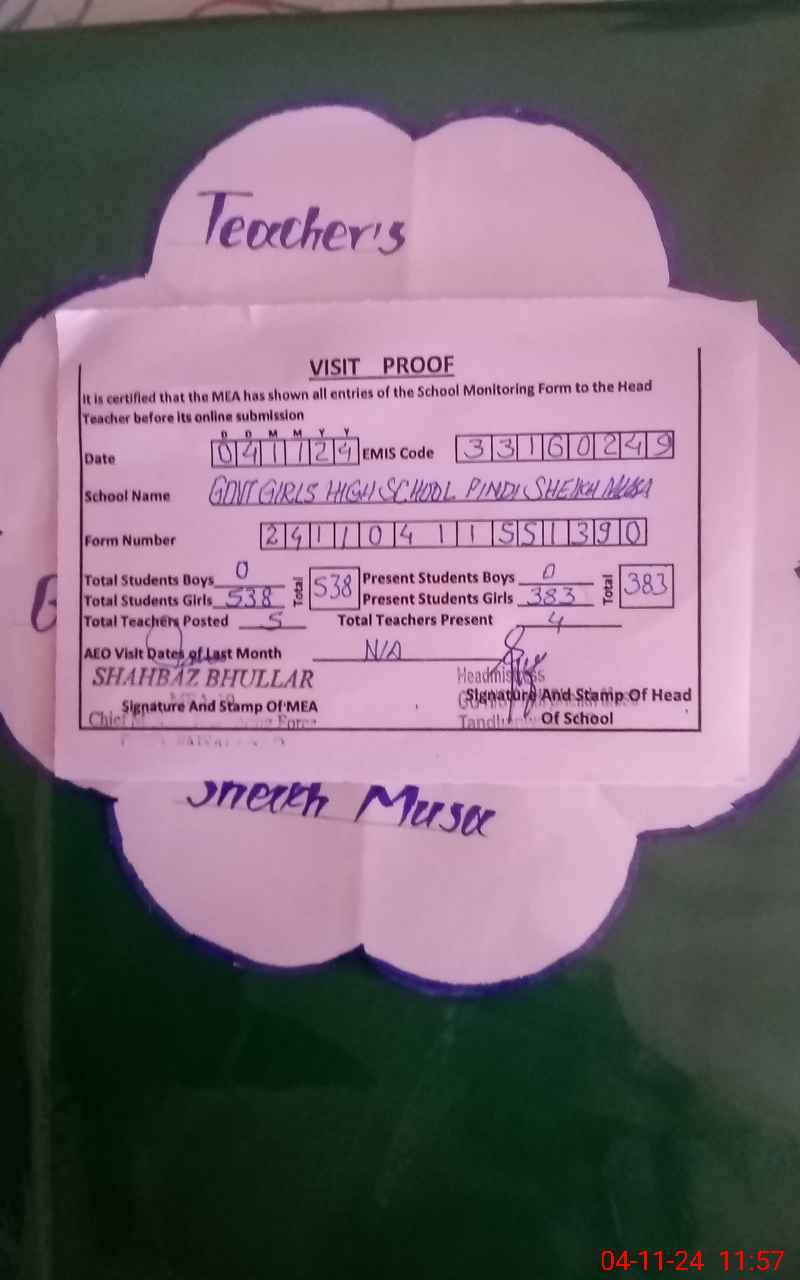 Teacher's
VISIT PROOF
It is certified that the MEA has shown all entries of the School Monitoring Form to the Head
Teacher before its online submission
D D M M Y Y
Date 041124 EMIS Code 33160249
School Name GOVT GIRLS HIGH SCHOOL PINDI SHEIKH MUSA
Form Number 24110411551390
Total Students Boys 0 Total 538 Present Students Boys 0 Total 383
Total Students Girls 538 Present Students Girls 383
Total Teachers Posted 5 Total Teachers Present 4
AEO Visit Dates of Last Month N/A
SHAHBAZ BHULLAR Headmistress
Signature And Stamp Of MEA Signature And Stamp Of Head
Chief Of School
Sheikh Musa
04-11-24 11:57